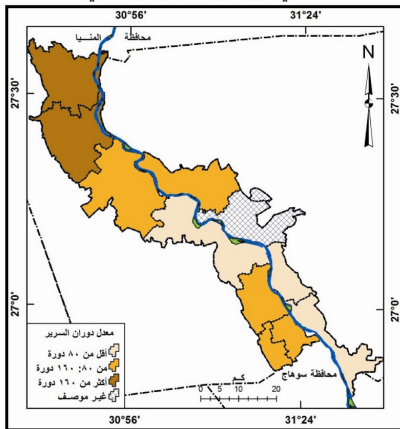 30°56
31°24
محافظة المنيا
N
27°30
27°30
27°0
27°0
معدل دوران السرير
أقل من ٨٠ دورة
من ٨٠: ١٦٠ دورة
أكثر من ١٦٠ دورة
غير موصف
محافظة سوهاج
كم
0 5 10 20
30°56
31°24